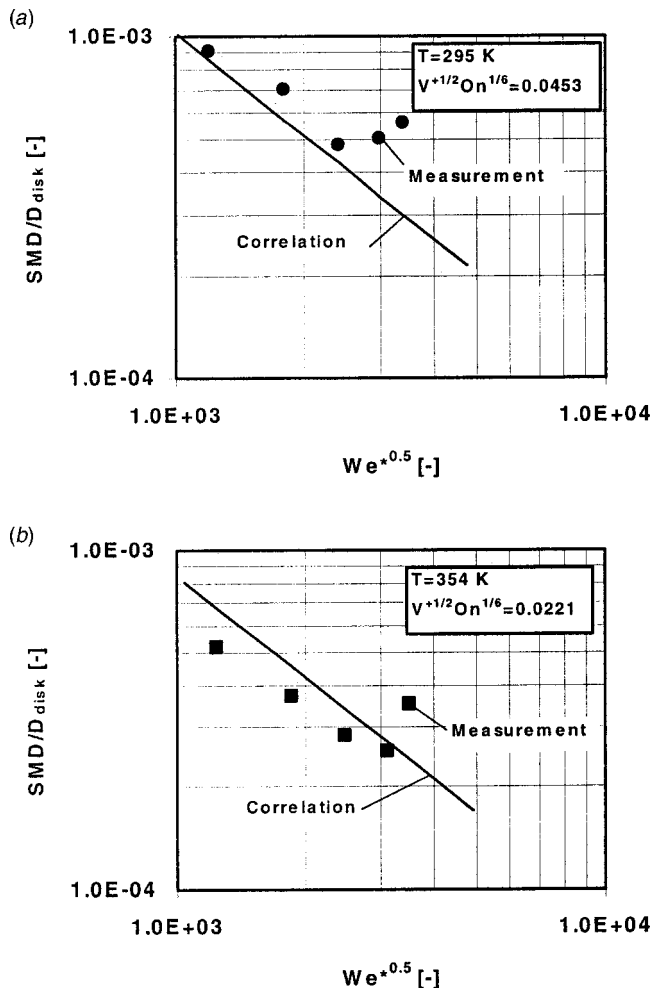 (a)
1.0E-03
T=295 K
V+1/2On1/6=0.0453
SMD/Ddisk [-]
Measurement
Correlation
1.0E-04
1.0E+03
1.0E+04
We*0.5 [-]
(b)
1.0E-03
T=354 K
V+1/2On1/6=0.0221
SMD/Ddisk [-]
Measurement
Correlation
1.0E-04
1.0E+03
1.0E+04
We*0.5 [-]